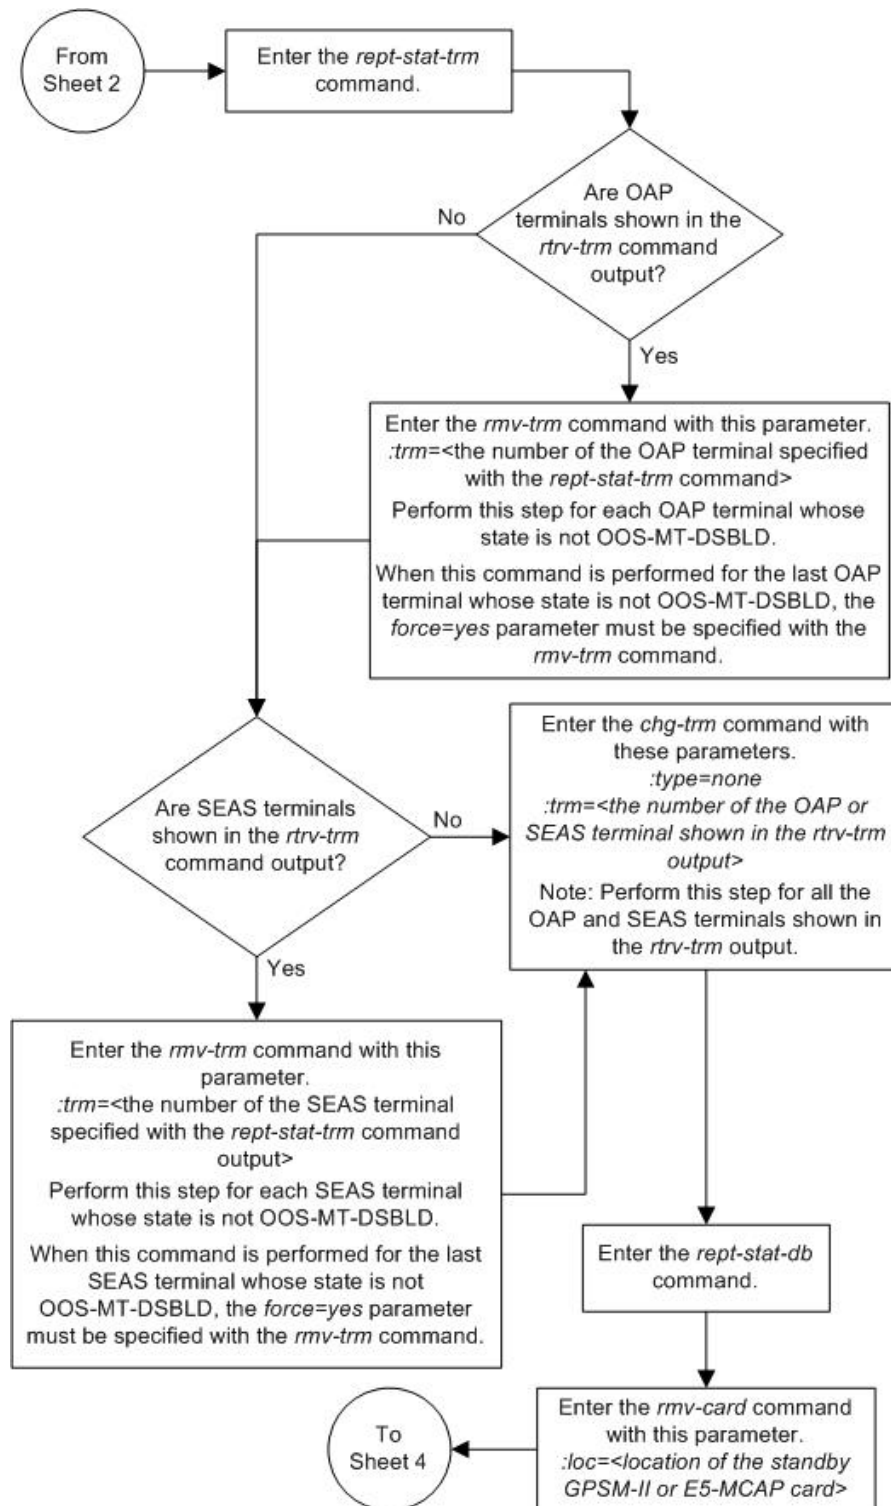 From
Sheet 2
Enter the rept-stat-trm
command.
Are OAP
terminals shown in the
rtrv-trm command
output?
No
Yes
Enter the rmv-trm command with this parameter.
:trm=<the number of the OAP terminal specified
with the rept-stat-trm command>
Perform this step for each OAP terminal whose
state is not OOS-MT-DSBLD.
When this command is performed for the last OAP
terminal whose state is not OOS-MT-DSBLD, the
force=yes parameter must be specified with the
rmv-trm command.
Are SEAS terminals
shown in the rtrv-trm
command output?
No
Yes
Enter the chg-trm command with
these parameters.
:type=none
:trm=<the number of the OAP or
SEAS terminal shown in the rtrv-trm
output>
Note: Perform this step for all the
OAP and SEAS terminals shown in
the rtrv-trm output.
Enter the rmv-trm command with this
parameter.
:trm=<the number of the SEAS terminal
specified with the rept-stat-trm command
output>
Perform this step for each SEAS terminal
whose state is not OOS-MT-DSBLD.
When this command is performed for the last
SEAS terminal whose state is not
OOS-MT-DSBLD, the force=yes parameter
must be specified with the rmv-trm command.
Enter the rept-stat-db
command.
Enter the rmv-card command
with this parameter.
:loc=<location of the standby
GPSM-II or E5-MCAP card>
To
Sheet 4